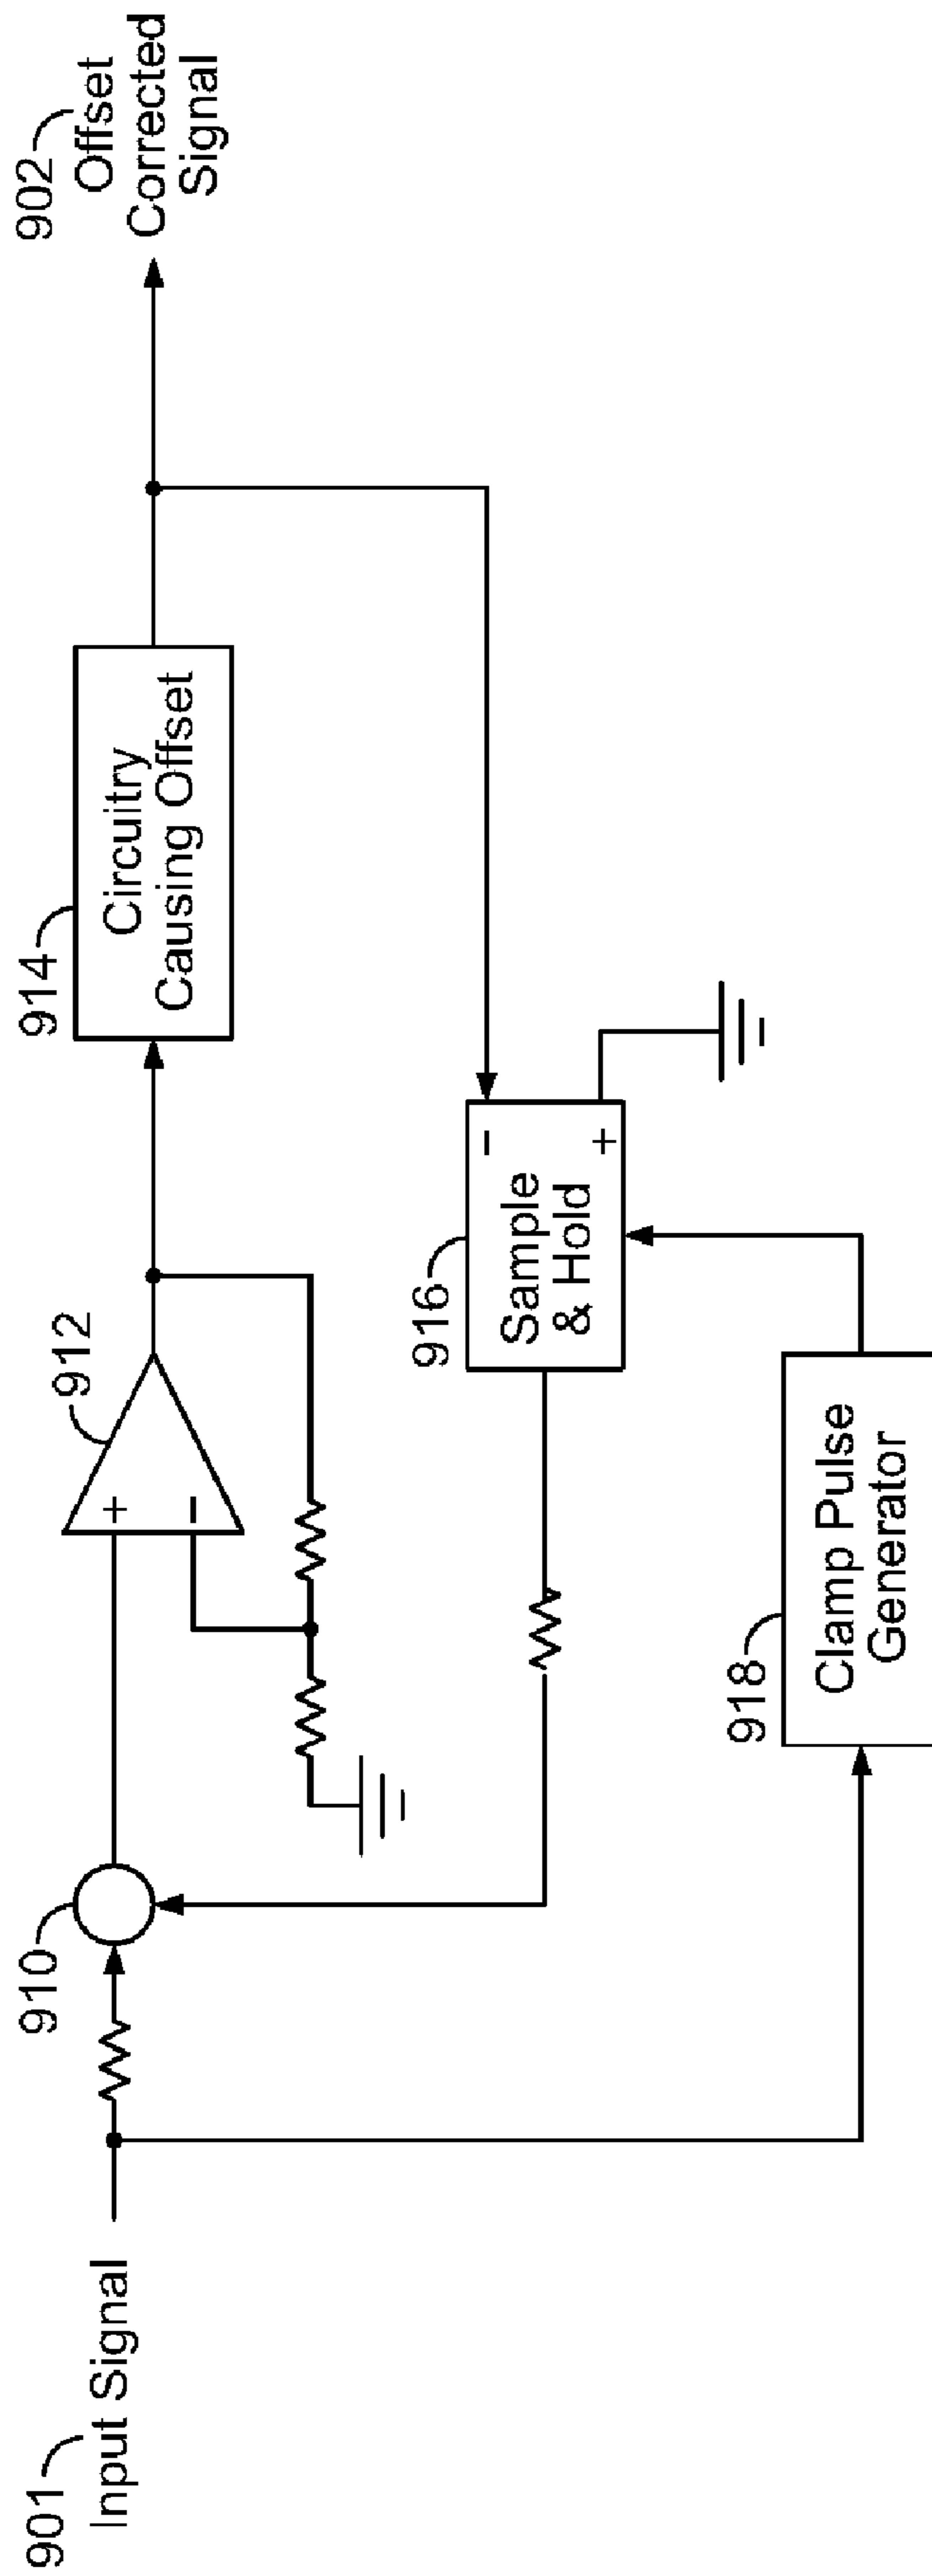 901
Input Signal
910
+
-
912
914
Circuitry
Causing Offset
902
Offset
Corrected
Signal
916
Sample
& Hold
-
+
918
Clamp Pulse
Generator